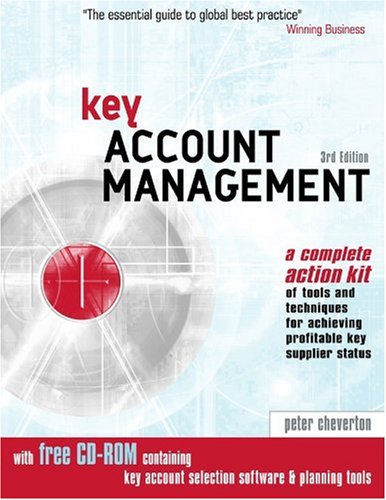 "The essential guide to global best practice"
Winning Business
key
ACCOUNT
3rd Edition
MANAGEMENT
a complete
action kit
of tools and
techniques
for achieving
profitable key
supplier status
peter cheverton
with free CD-ROM containing
key account selection software & planning tools